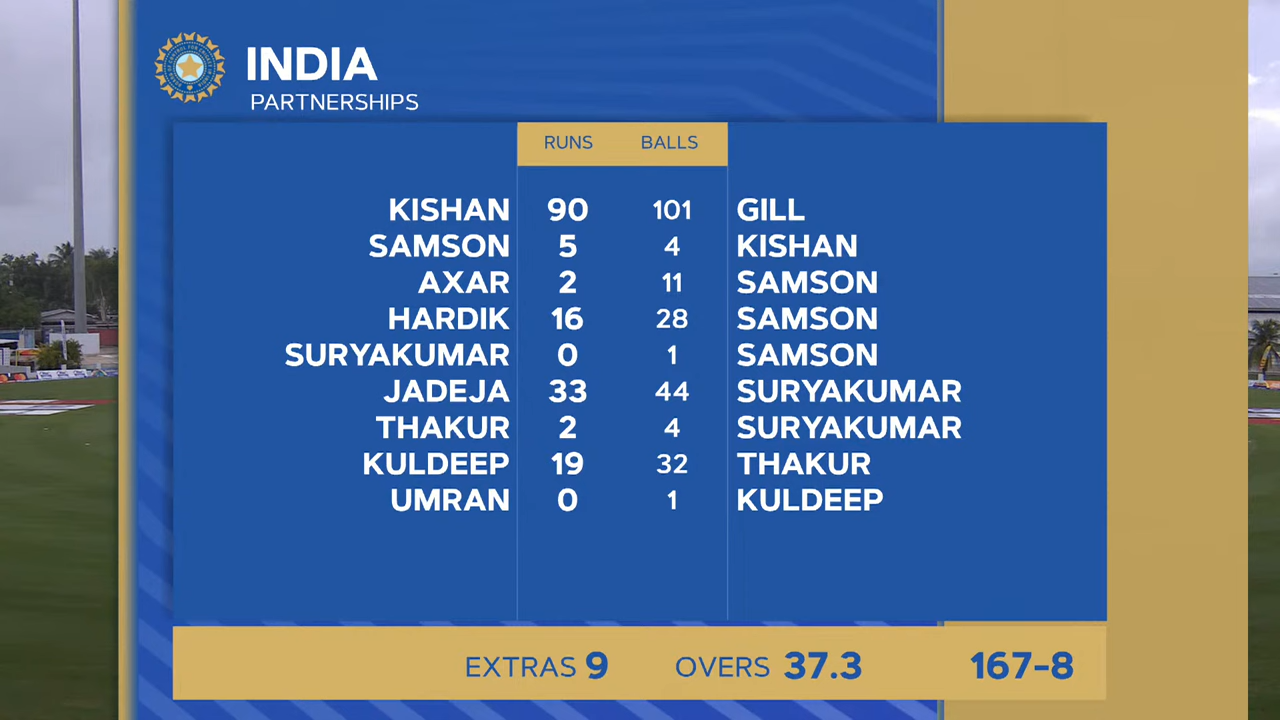 INDIA
PARTNERSHIPS
RUNS BALLS
KISHAN 90 101 GILL
SAMSON 5 4 KISHAN
AXAR 2 11 SAMSON
HARDIK 16 28 SAMSON
SURYAKUMAR 0 1 SAMSON
JADEJA 33 44 SURYAKUMAR
THAKUR 2 4 SURYAKUMAR
KULDEEP 19 32 THAKUR
UMRAN 0 1 KULDEEP
EXTRAS 9 OVERS 37.3 167-8